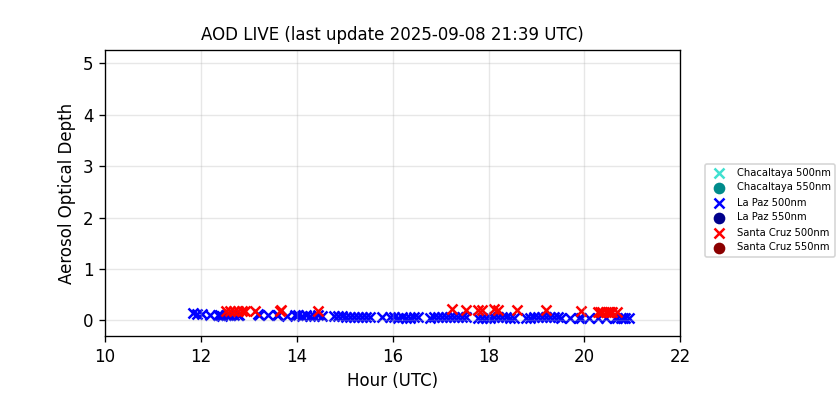 AOD LIVE (last update 2025-09-08 21:39 UTC)
Aerosol Optical Depth
5
4
3
2
1
0
10 12 14 16 18 20 22
Hour (UTC)
Chacaltaya 500nm
Chacaltaya 550nm
La Paz 500nm
La Paz 550nm
Santa Cruz 500nm
Santa Cruz 550nm